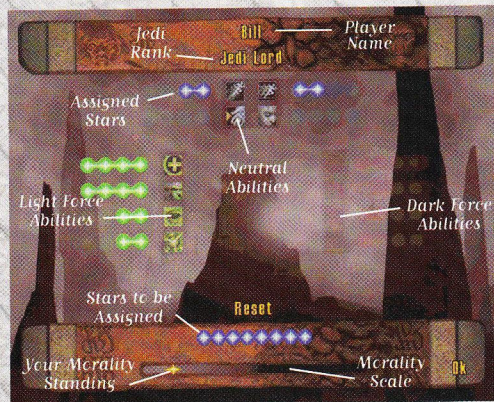 Jedi
Rank
Bill
Player
Name
Jedi Lord
Assigned
Stars
Neutral
Abilities
Light Force
Abilities
Dark Force
Abilities
Stars to be
Assigned
Reset
Your Morality
Standing
Morality
Scale
Ok